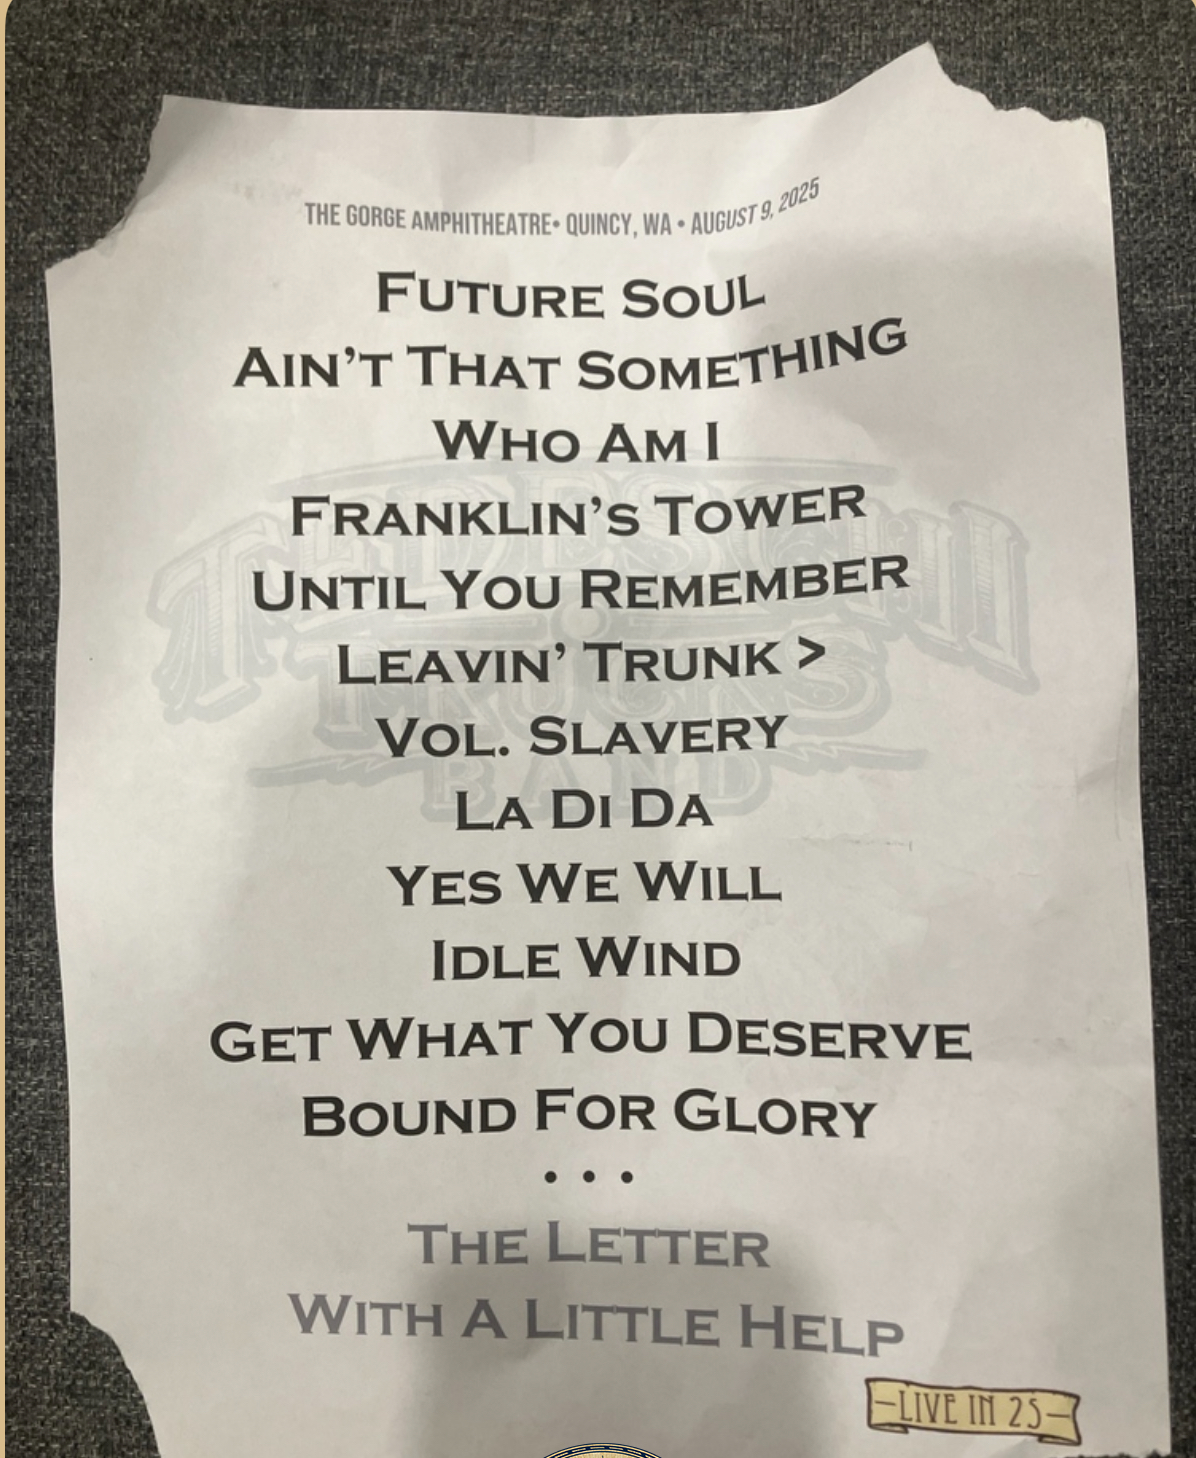 THE GORGE AMPHITHEATRE• QUINCY, WA • AUGUST 9, 2025
FUTURE SOUL
AIN'T THAT SOMETHING
WHO AM I
FRANKLIN'S TOWER
UNTIL YOU REMEMBER
LEAVIN' TRUNK >
VOL. SLAVERY
LA DI DA
YES WE WILL
IDLE WIND
GET WHAT YOU DESERVE
BOUND FOR GLORY
• • •
THE LETTER
WITH A LITTLE HELP
TEDESCHI
TRUCKS
BAND
–LIVE IN 25–